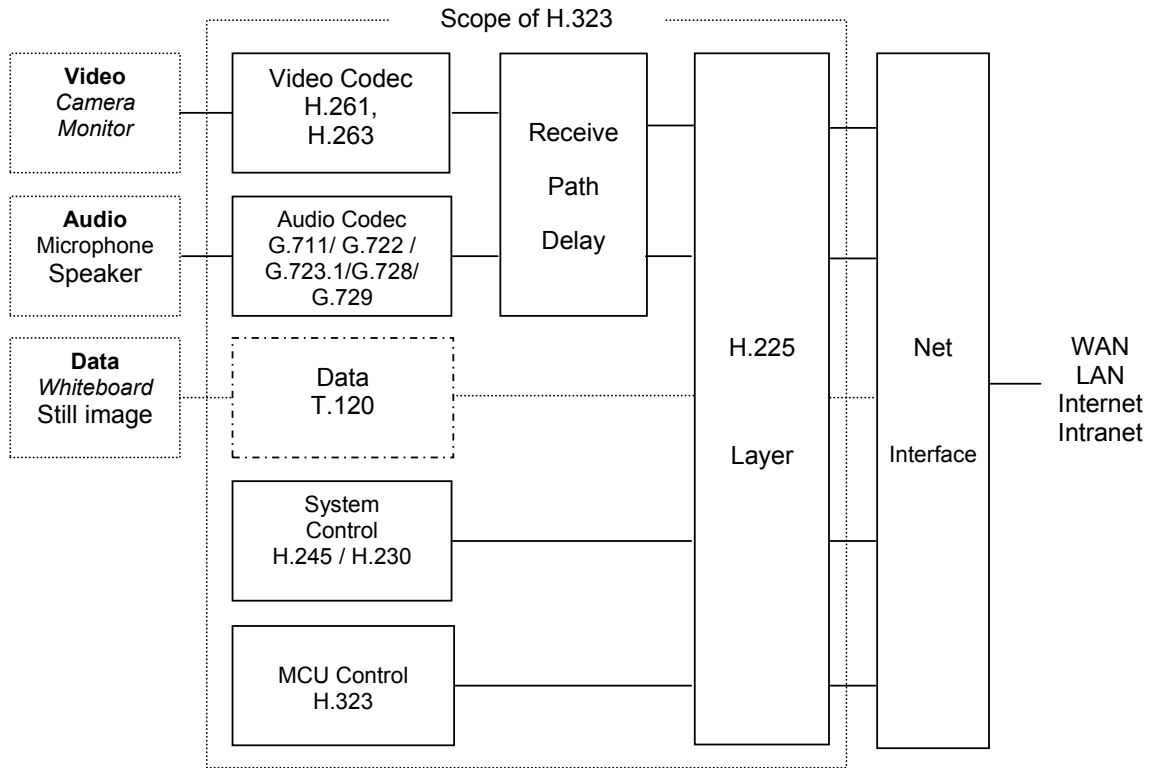 Scope of H.323
Video
Camera
Monitor
Video Codec
H.261,
H.263
Receive
Path
Delay
Audio
Microphone
Speaker
Audio Codec
G.711/ G.722 /
G.723.1/G.728/
G.729
Data
Whiteboard
Still image
Data
T.120
H.225
Layer
Net
Interface
WAN
LAN
Internet
Intranet
System
Control
H.245 / H.230
MCU Control
H.323